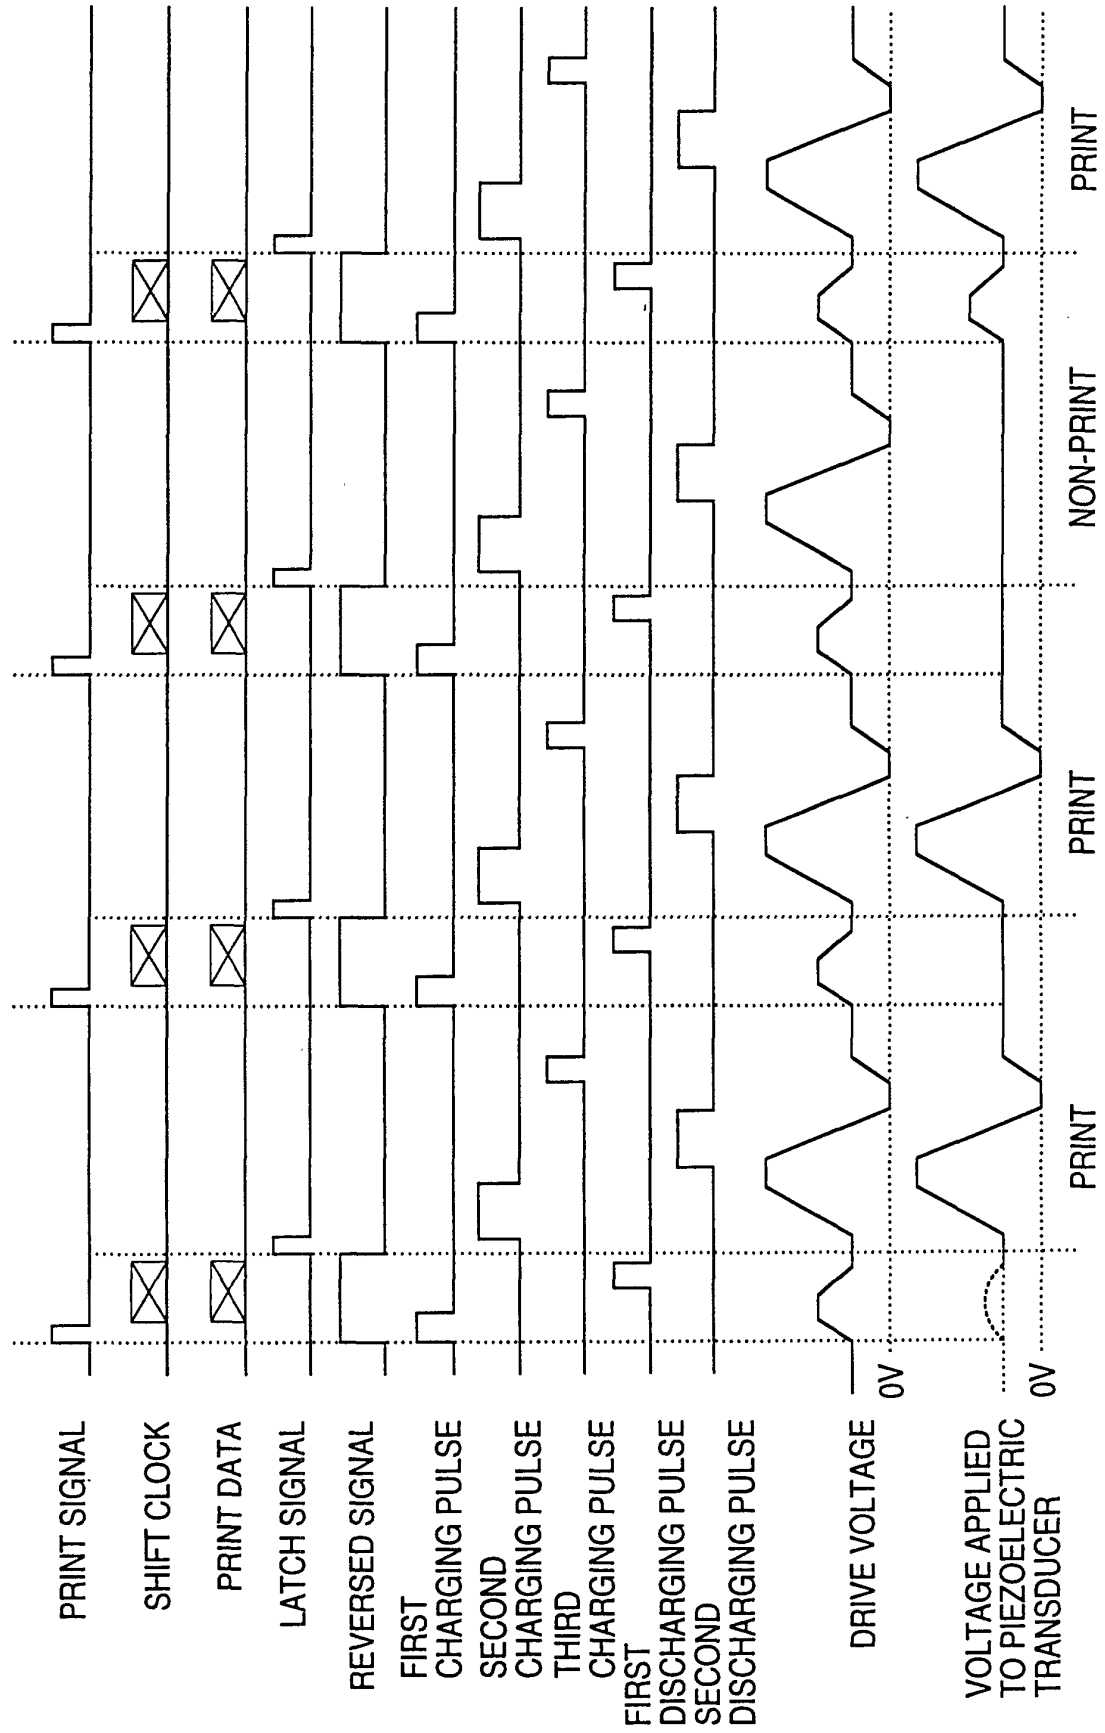 PRINT SIGNAL
SHIFT CLOCK
PRINT DATA
LATCH SIGNAL
REVERSED SIGNAL
FIRST
CHARGING PULSE
SECOND
CHARGING PULSE
THIRD
CHARGING PULSE
FIRST
DISCHARGING PULSE
SECOND
DISCHARGING PULSE
DRIVE VOLTAGE
0V
VOLTAGE APPLIED
TO PIEZOELECTRIC
TRANSDUCER
0V
PRINT
PRINT
NON-PRINT
PRINT